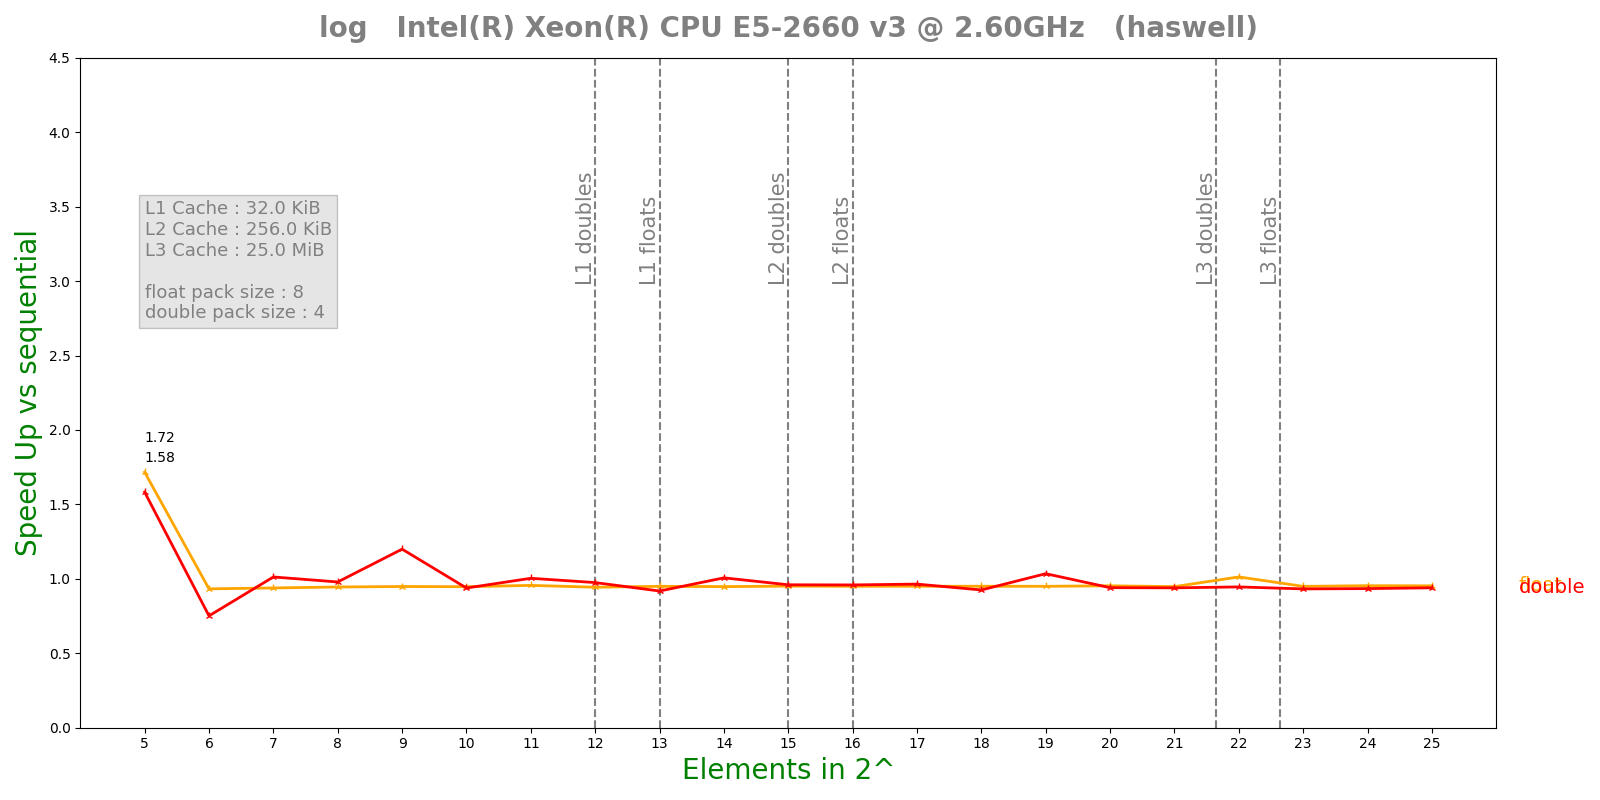 log   Intel(R) Xeon(R) CPU E5-2660 v3 @ 2.60GHz   (haswell)
4.5
4.0
3.5
3.0
2.5
2.0
1.5
1.0
0.5
0.0
Speed Up vs sequential
L1 Cache : 32.0 KiB
L2 Cache : 256.0 KiB
L3 Cache : 25.0 MiB
float pack size : 8
double pack size : 4
L1 doubles
L1 floats
L2 doubles
L2 floats
L3 doubles
L3 floats
1.72
1.58
float
double
5 6 7 8 9 10 11 12 13 14 15 16 17 18 19 20 21 22 23 24 25
Elements in 2^